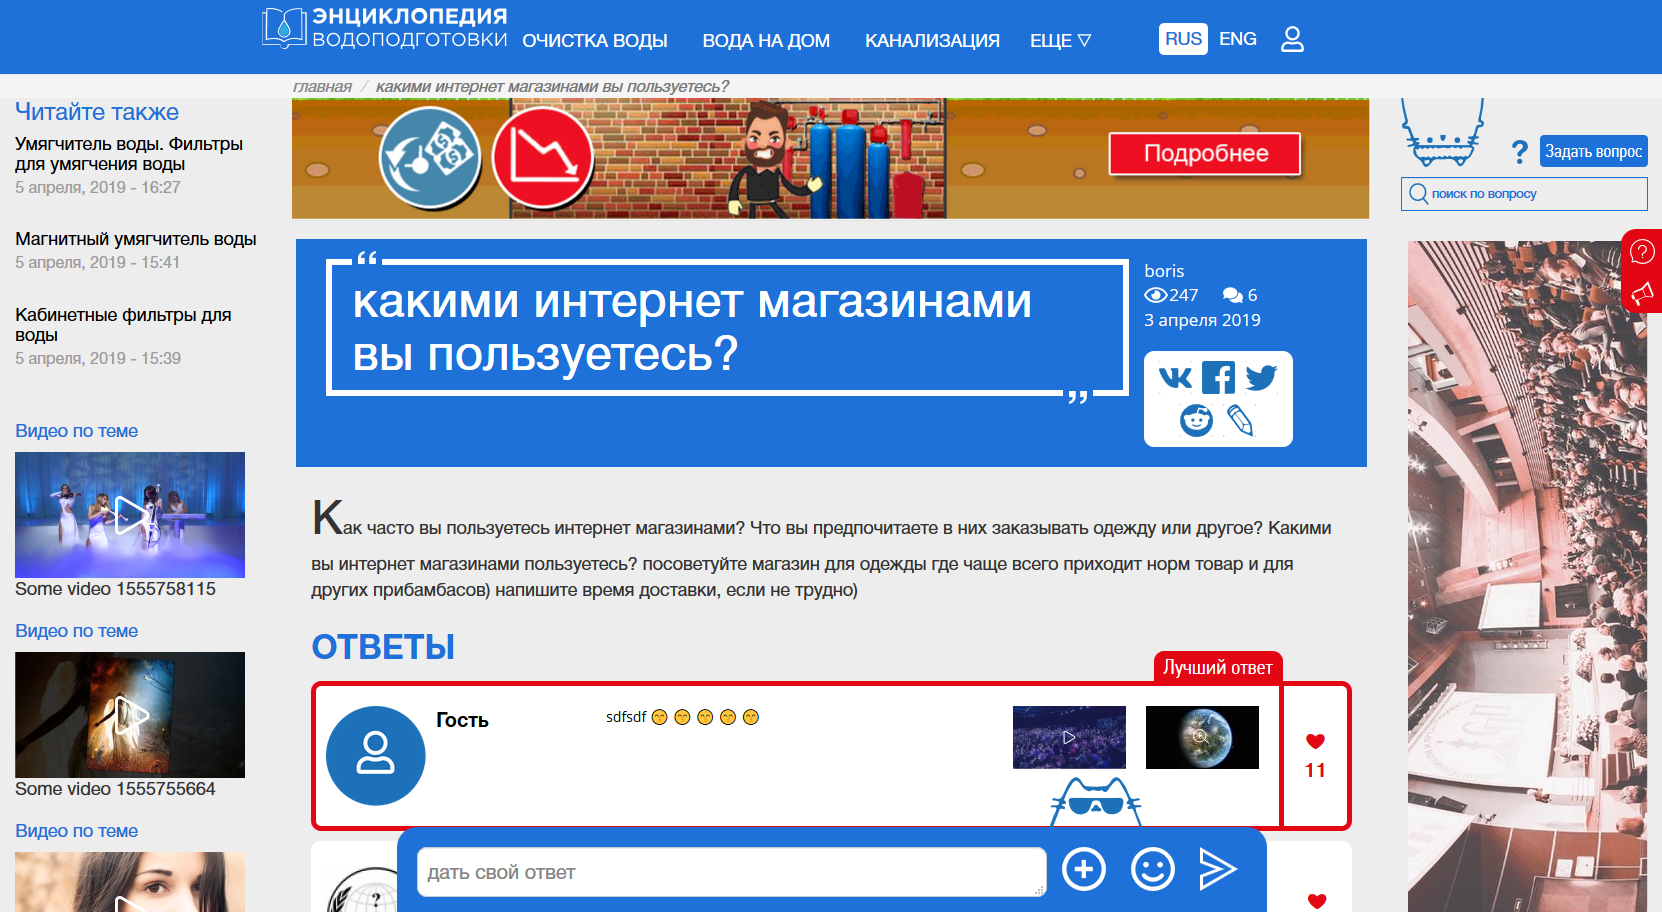 ЭНЦИКЛОПЕДИЯ
ВОДОПОДГОТОВКИ
ОЧИСТКА ВОДЫ
ВОДА НА ДОМ
КАНАЛИЗАЦИЯ
ЕЩЕ ▽
RUS
ENG
главная / какими интернет магазинами вы пользуетесь?
Читайте также
Умягчитель воды. Фильтры
для умягчения воды
5 апреля, 2019 - 16:27
Магнитный умягчитель воды
5 апреля, 2019 - 15:41
Кабинетные фильтры для
воды
5 апреля, 2019 - 15:39
Видео по теме
Some video 1555758115
Видео по теме
Some video 1555755664
Видео по теме
Подробнее
? Задать вопрос
поиск по вопросу
“
какими интернет магазинами
вы пользуетесь?
”
boris
247 6
3 апреля 2019
Как часто вы пользуетесь интернет магазинами? Что вы предпочитаете в них заказывать одежду или другое? Какими
вы интернет магазинами пользуетесь? посоветуйте магазин для одежды где чаще всего приходит норм товар и для
других прибамбасов) напишите время доставки, если не трудно)
ОТВЕТЫ
Лучший ответ
Гость
sdfsdf 😁 😁 😁 😁 😁
11
дать свой ответ